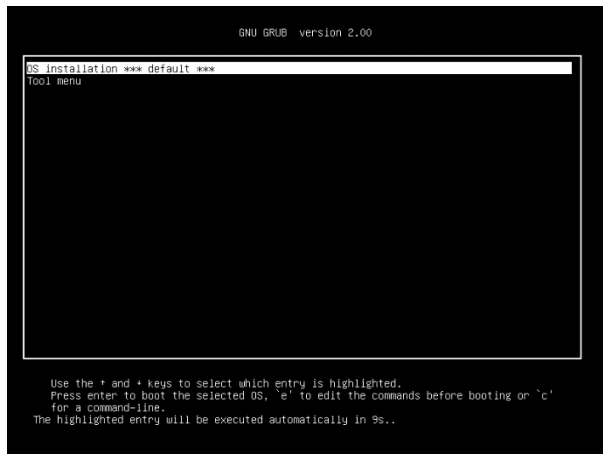 GNU GRUB version 2.00
OS installation *** default ***
Tool menu
Use the ↑ and ↓ keys to select which entry is highlighted.
Press enter to boot the selected OS, `e' to edit the commands before booting or `c'
for a command-line.
The highlighted entry will be executed automatically in 9s..